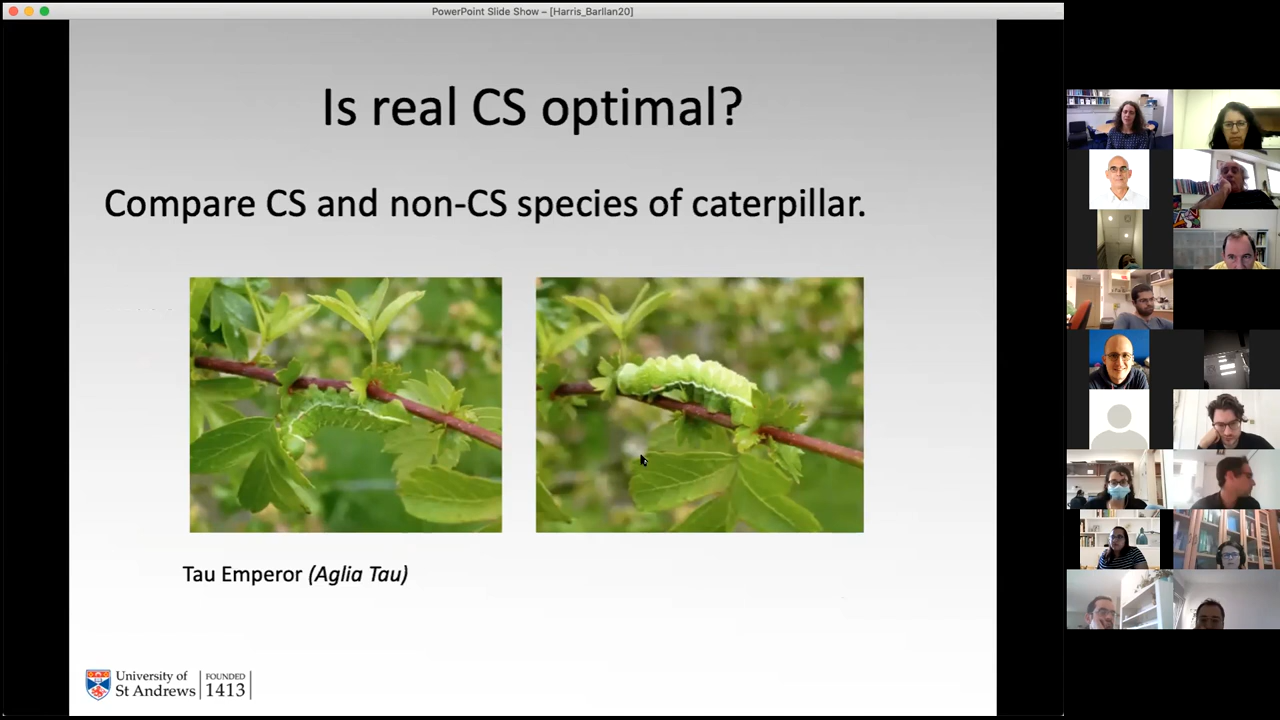 PowerPoint Slide Show – [Harris_BarIlan20]
Is real CS optimal?
Compare CS and non-CS species of caterpillar.
Tau Emperor (Aglia Tau)
University of
St Andrews
FOUNDED
1413